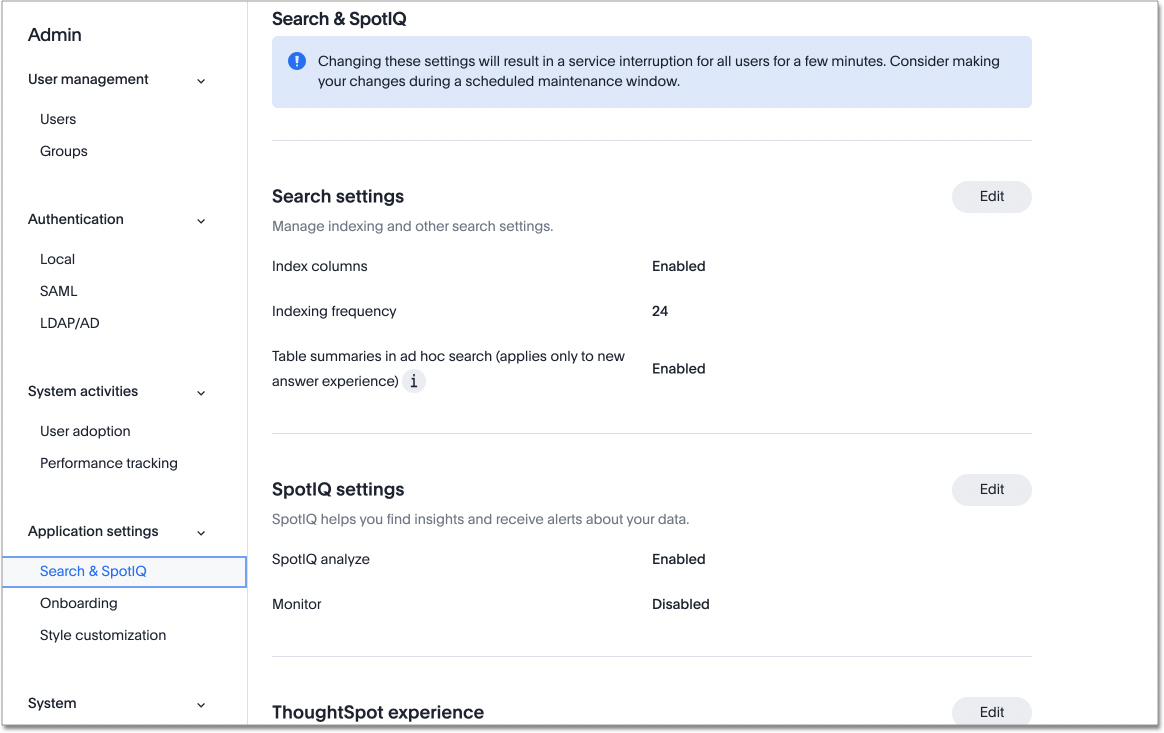 Admin
User management
Users
Groups
Authentication
Local
SAML
LDAP/AD
System activities
User adoption
Performance tracking
Application settings
Search & SpotIQ
Onboarding
Style customization
System
Search & SpotIQ
Changing these settings will result in a service interruption for all users for a few minutes. Consider making
your changes during a scheduled maintenance window.
Search settings
Edit
Manage indexing and other search settings.
Index columns
Enabled
Indexing frequency
24
Table summaries in ad hoc search (applies only to new
answer experience) i
Enabled
SpotIQ settings
Edit
SpotIQ helps you find insights and receive alerts about your data.
SpotIQ analyze
Enabled
Monitor
Disabled
ThoughtSpot experience
Edit